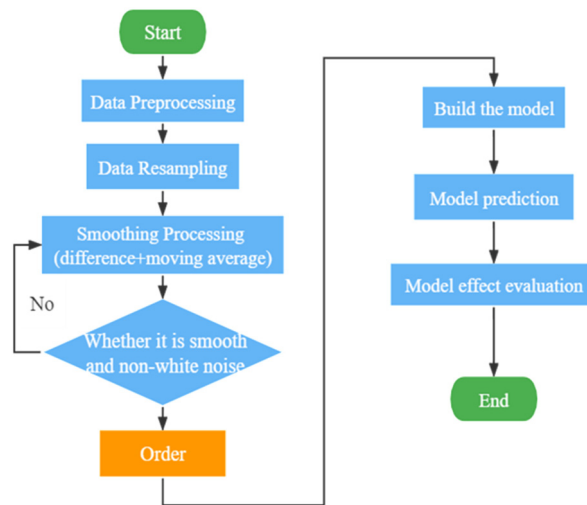 Start
Data Preprocessing
Data Resampling
Smoothing Processing
(difference+moving average)
No
Whether it is smooth
and non-white noise
Order
Build the model
Model prediction
Model effect evaluation
End